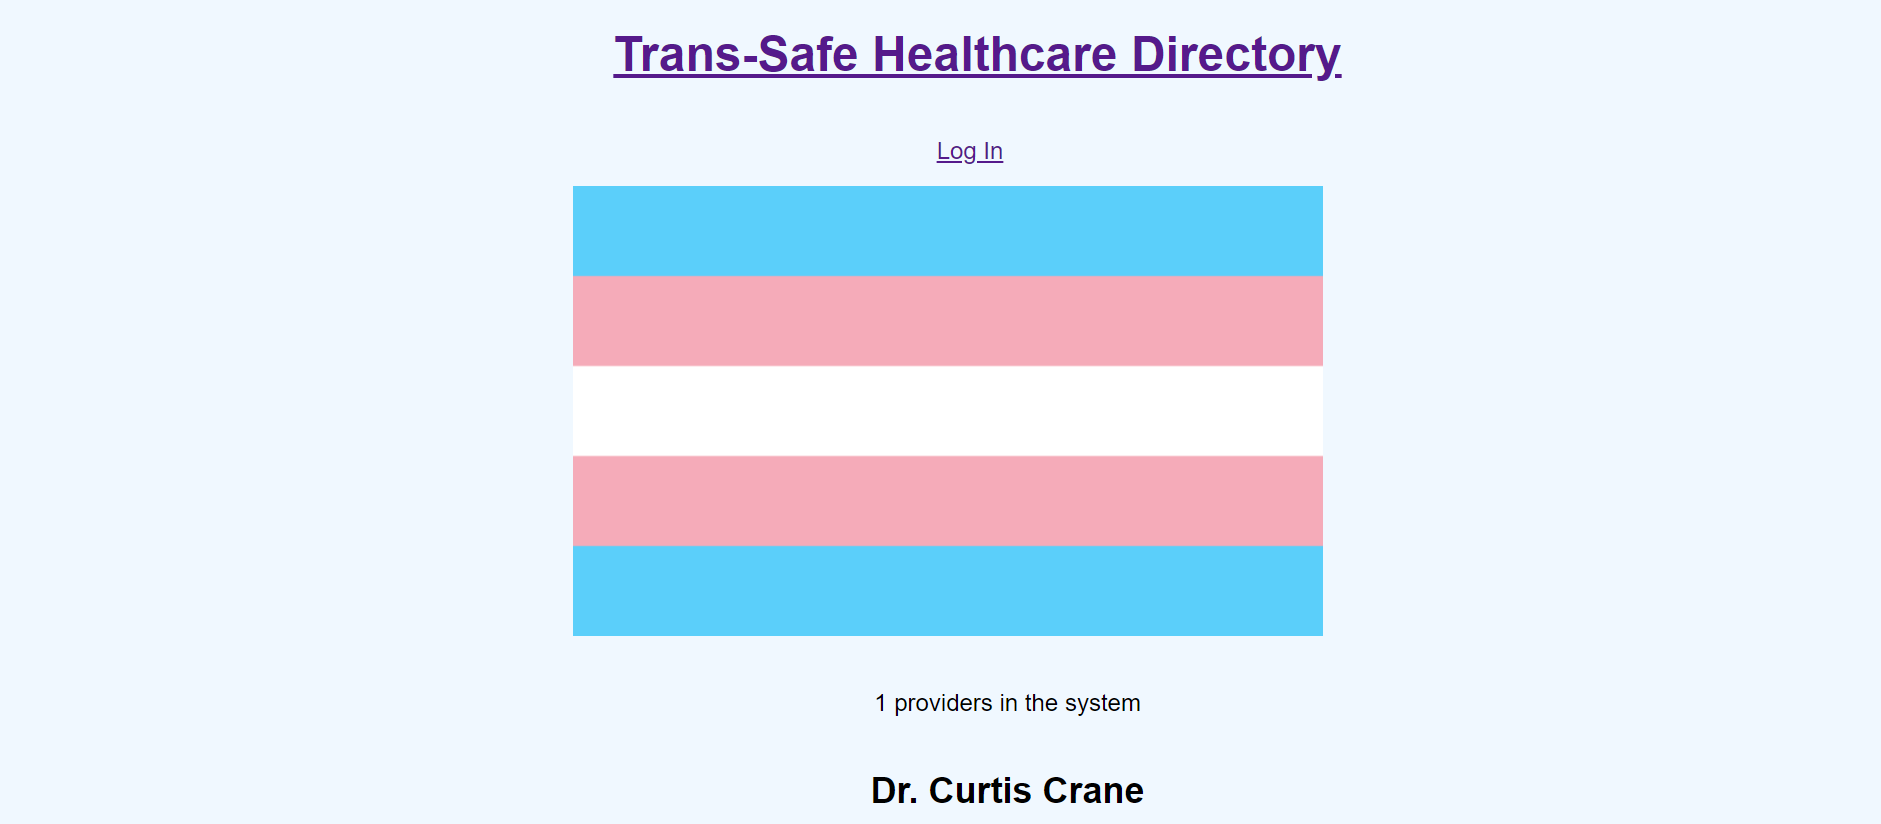 Trans-Safe Healthcare Directory
Log In
1 providers in the system
Dr. Curtis Crane